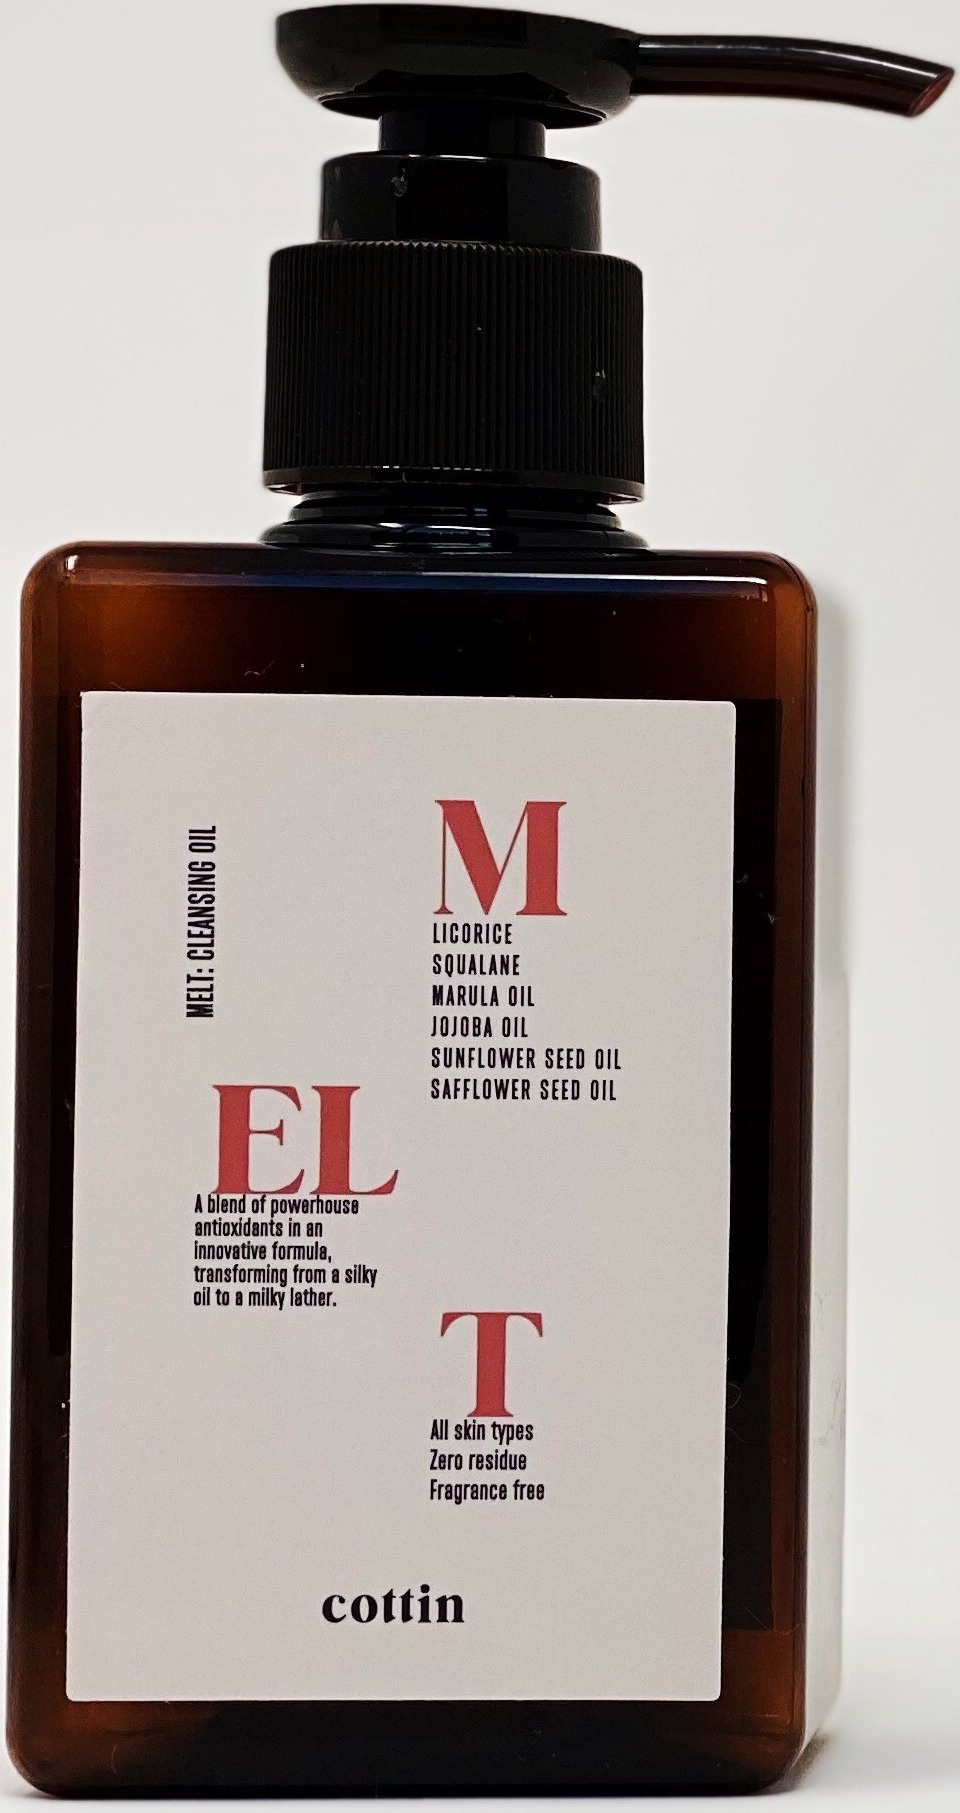 MELT: CLEANSING OIL
M
LICORICE
SQUALANE
MARULA OIL
JOJOBA OIL
SUNFLOWER SEED OIL
SAFFLOWER SEED OIL
EL
A blend of powerhouse
antioxidants in an
innovative formula,
transforming from a silky
oil to a milky lather.
T
All skin types
Zero residue
Fragrance free
cottin